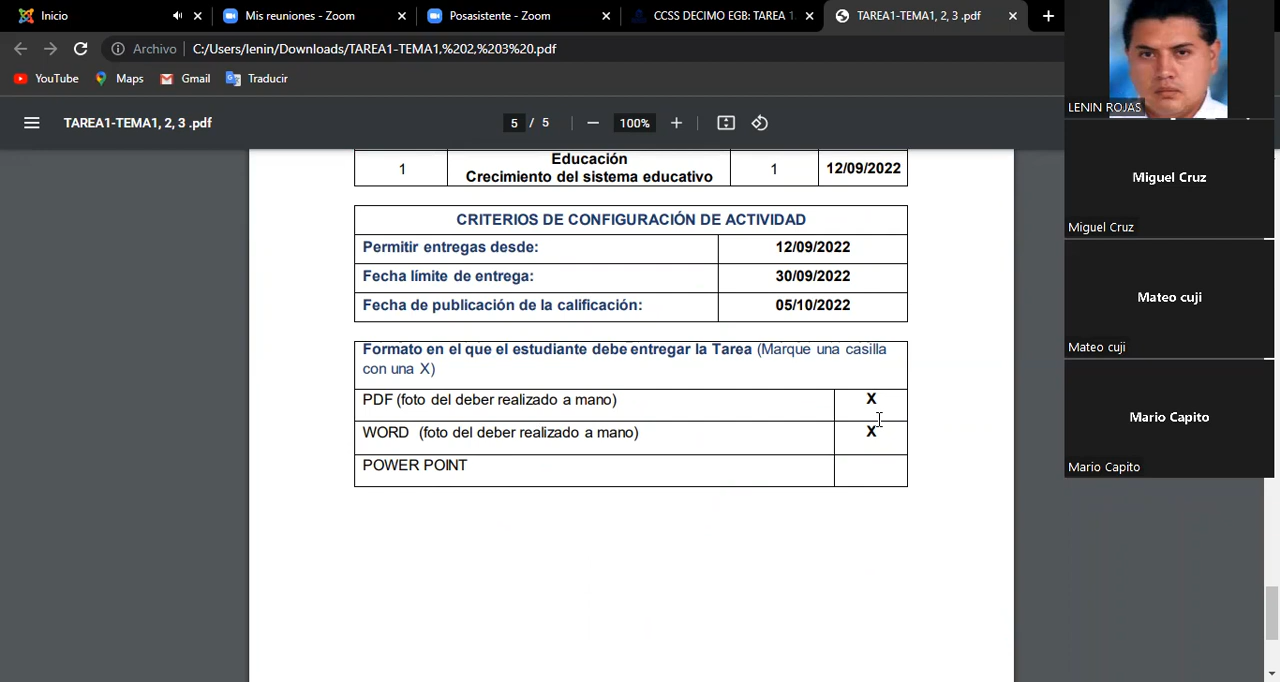 Inicio
Mis reuniones - Zoom
Posasistente - Zoom
CCSS DECIMO EGB: TAREA 1
TAREA1-TEMA1, 2, 3 .pdf
Archivo
C:/Users/lenin/Downloads/TAREA1-TEMA1,%202,%203%20.pdf
YouTube
Maps
Gmail
Traducir
TAREA1-TEMA1, 2, 3 .pdf
5 / 5
100%
1
Educación
Crecimiento del sistema educativo
1
12/09/2022
CRITERIOS DE CONFIGURACIÓN DE ACTIVIDAD
Permitir entregas desde: 12/09/2022
Fecha límite de entrega: 30/09/2022
Fecha de publicación de la calificación: 05/10/2022
Formato en el que el estudiante debe entregar la Tarea (Marque una casilla
con una X)
PDF (foto del deber realizado a mano) X
WORD (foto del deber realizado a mano) X
POWER POINT
LENIN ROJAS
Miguel Cruz
Miguel Cruz
Mateo cuji
Mateo cuji
Mario Capito
Mario Capito